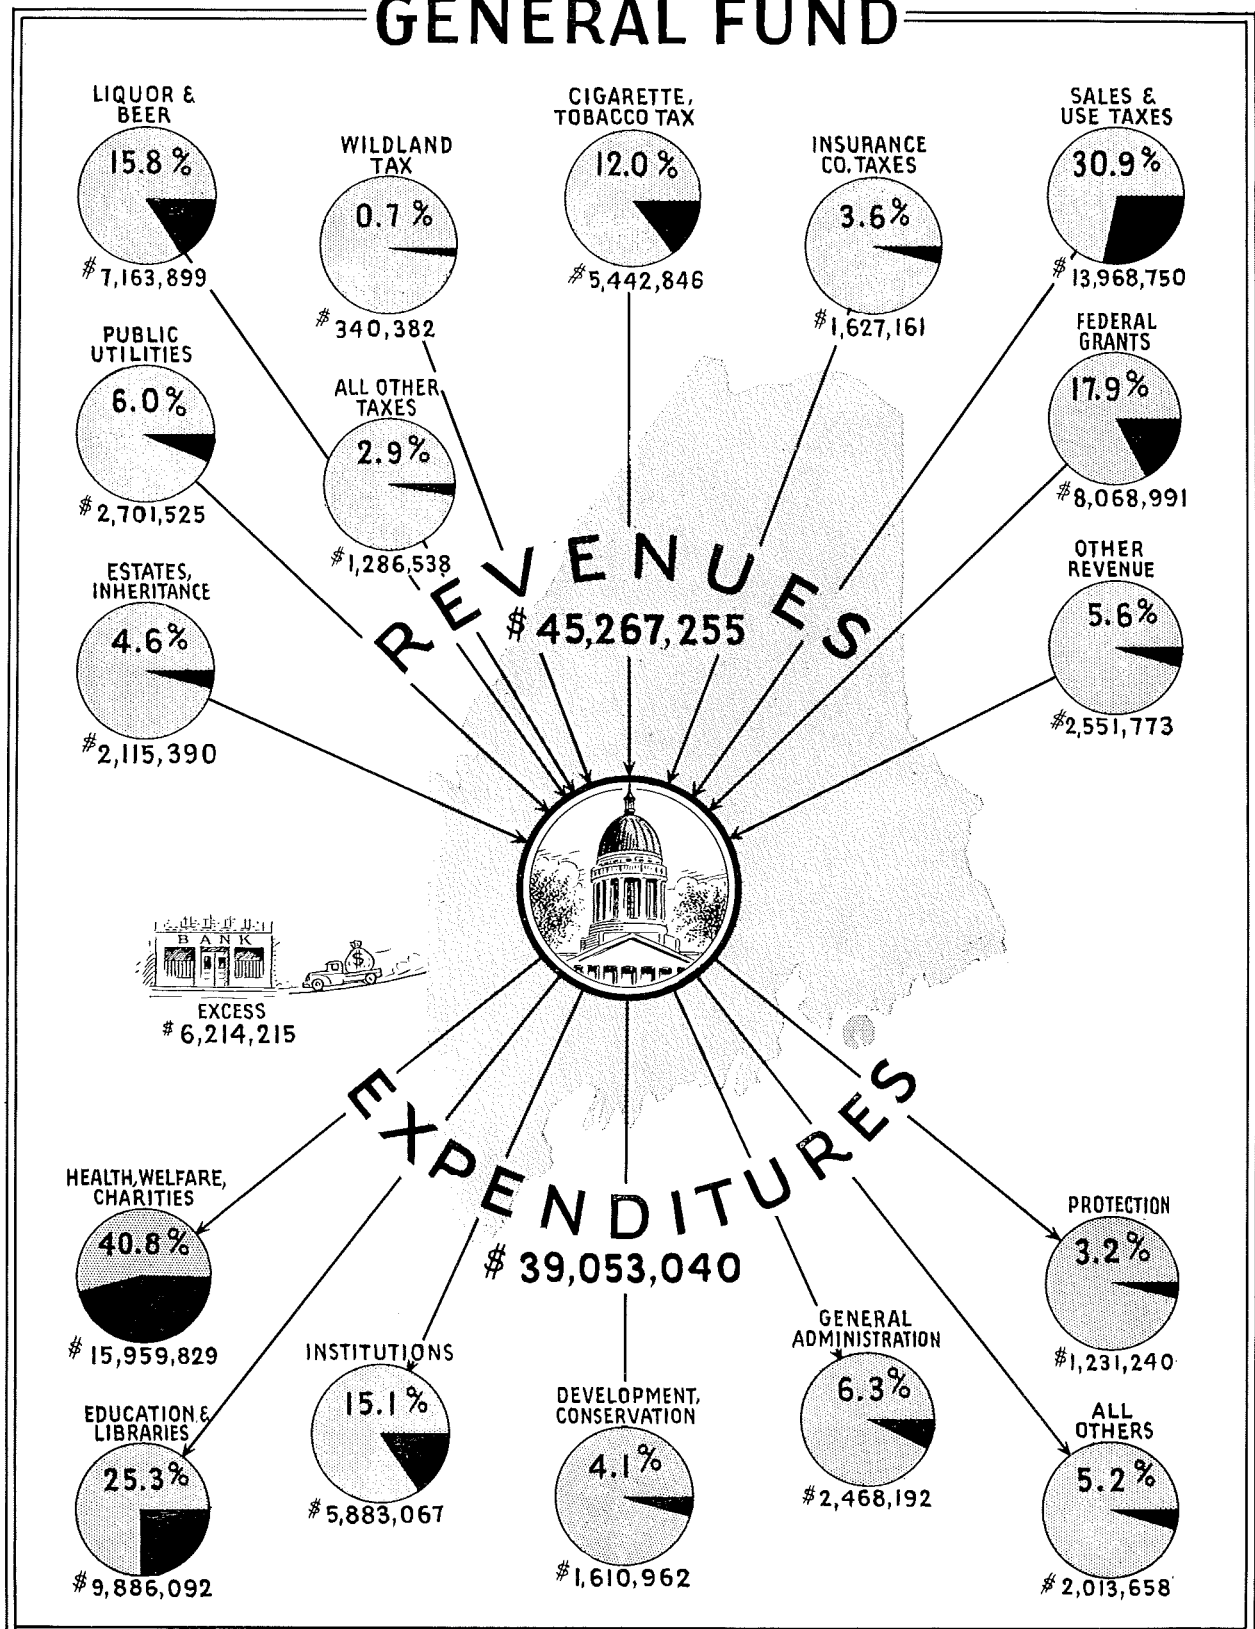 GENERAL FUND
LIQUOR &
BEER
15.8 %
$ 7,163,899
WILDLAND
TAX
0.7 %
$ 340,382
CIGARETTE,
TOBACCO TAX
12.0 %
$ 5,442,846
INSURANCE
CO. TAXES
3.6 %
$ 1,627,161
SALES &
USE TAXES
30.9 %
$ 13,968,750
PUBLIC
UTILITIES
6.0 %
$ 2,701,525
ALL OTHER
TAXES
2.9 %
$ 1,286,538
FEDERAL
GRANTS
17.9 %
$ 8,068,991
ESTATES,
INHERITANCE
4.6 %
$ 2,115,390
OTHER
REVENUE
5.6 %
$ 2,551,773
REVENUES
$ 45,267,255
BANK
$
EXCESS
$ 6,214,215
EXPENDITURES
$ 39,053,040
HEALTH, WELFARE,
CHARITIES
40.8 %
$ 15,959,829
EDUCATION &
LIBRARIES
25.3 %
$ 9,886,092
INSTITUTIONS
15.1 %
$ 5,883,067
DEVELOPMENT,
CONSERVATION
4.1 %
$ 1,610,962
GENERAL
ADMINISTRATION
6.3 %
$ 2,468,192
PROTECTION
3.2 %
$ 1,231,240
ALL
OTHERS
5.2 %
$ 2,013,658